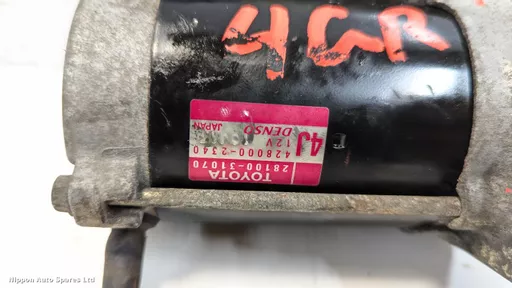 4GR
TOYOTA
28100-31070
428000-2340
12V
4J
DENSO
JAPAN
Nippon Auto Spares Ltd